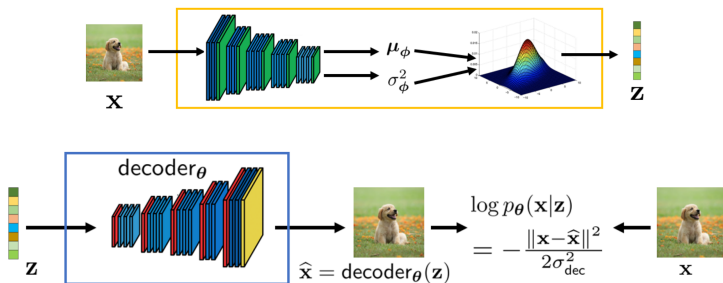 x
μ_ϕ
σ²_ϕ
z
decoder_θ
z
x̂ = decoder_θ(z)
log p_θ(x|z)
= − ‖x−x̂‖² / 2σ²_dec
x